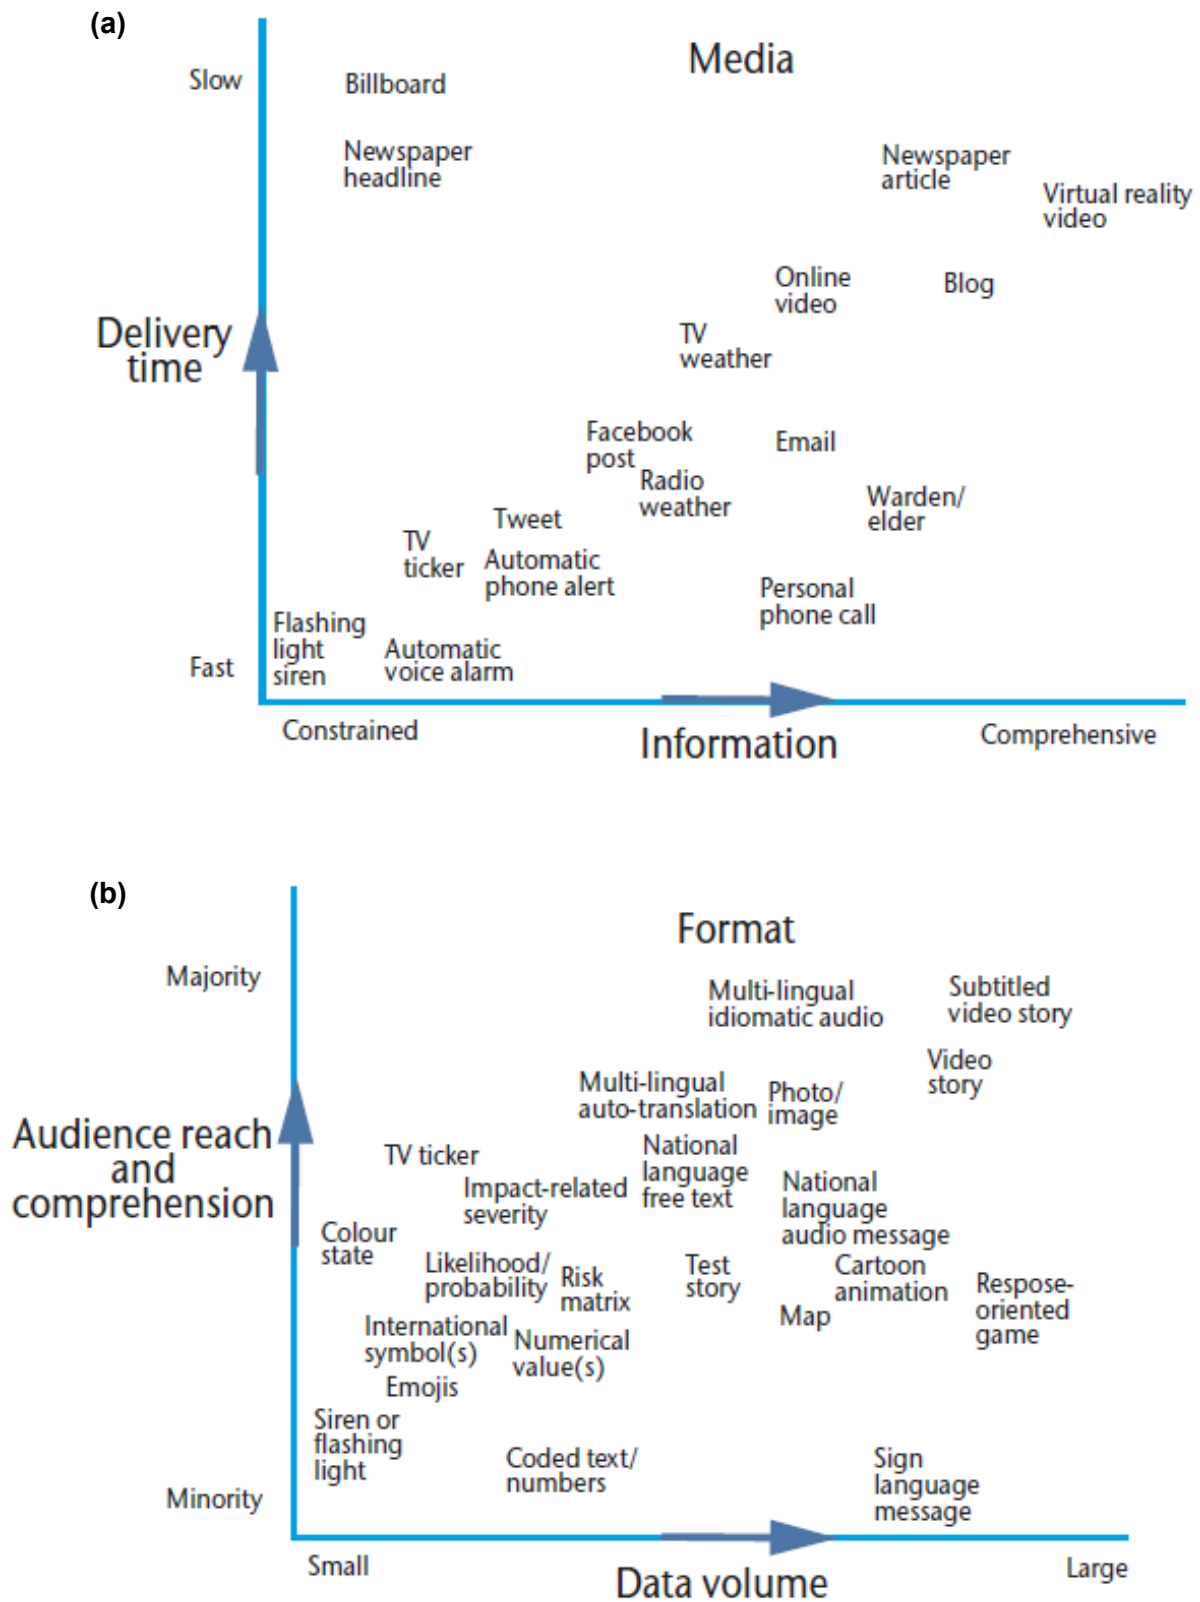 (a)
Media
Slow
Billboard
Newspaper
headline
Newspaper
article
Virtual reality
video
Online
video
Blog
Delivery
time
TV
weather
Facebook
post
Email
Radio
weather
Warden/
elder
Tweet
TV
ticker
Automatic
phone alert
Personal
phone call
Flashing
light
siren
Automatic
voice alarm
Fast
Constrained
Information
Comprehensive
(b)
Format
Majority
Multi-lingual
idiomatic audio
Subtitled
video story
Video
story
Multi-lingual
auto-translation
Photo/
image
Audience reach
and
comprehension
TV ticker
National
language
free text
Impact-related
severity
National
language
audio message
Colour
state
Likelihood/
probability
Risk
matrix
Test
story
Cartoon
animation
Map
Respose-
oriented
game
International
symbol(s)
Numerical
value(s)
Emojis
Siren or
flashing
light
Coded text/
numbers
Sign
language
message
Minority
Small
Data volume
Large